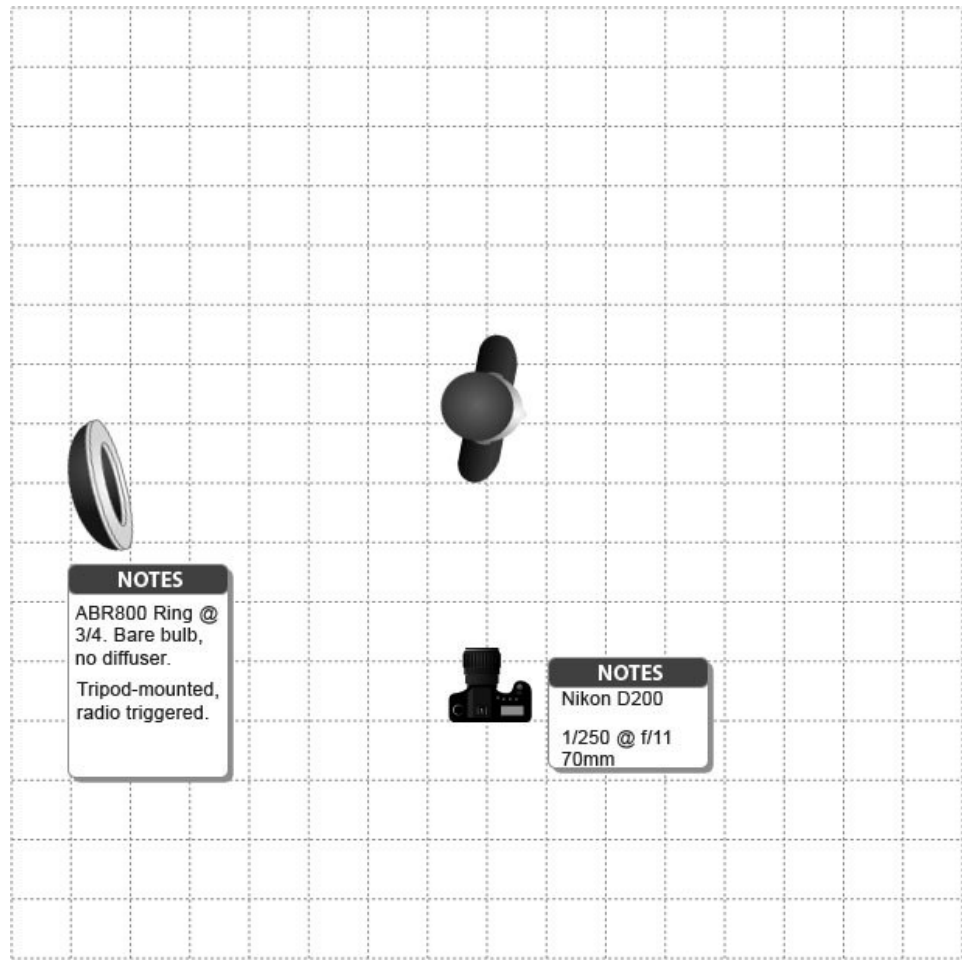 NOTES
ABR800 Ring @
3/4. Bare bulb,
no diffuser.
Tripod-mounted,
radio triggered.
NOTES
Nikon D200
1/250 @ f/11
70mm